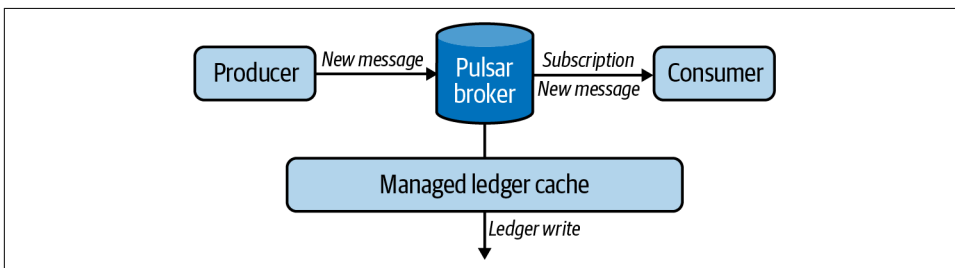 Producer
New message
Pulsar
broker
Subscription
New message
Consumer
Managed ledger cache
Ledger write